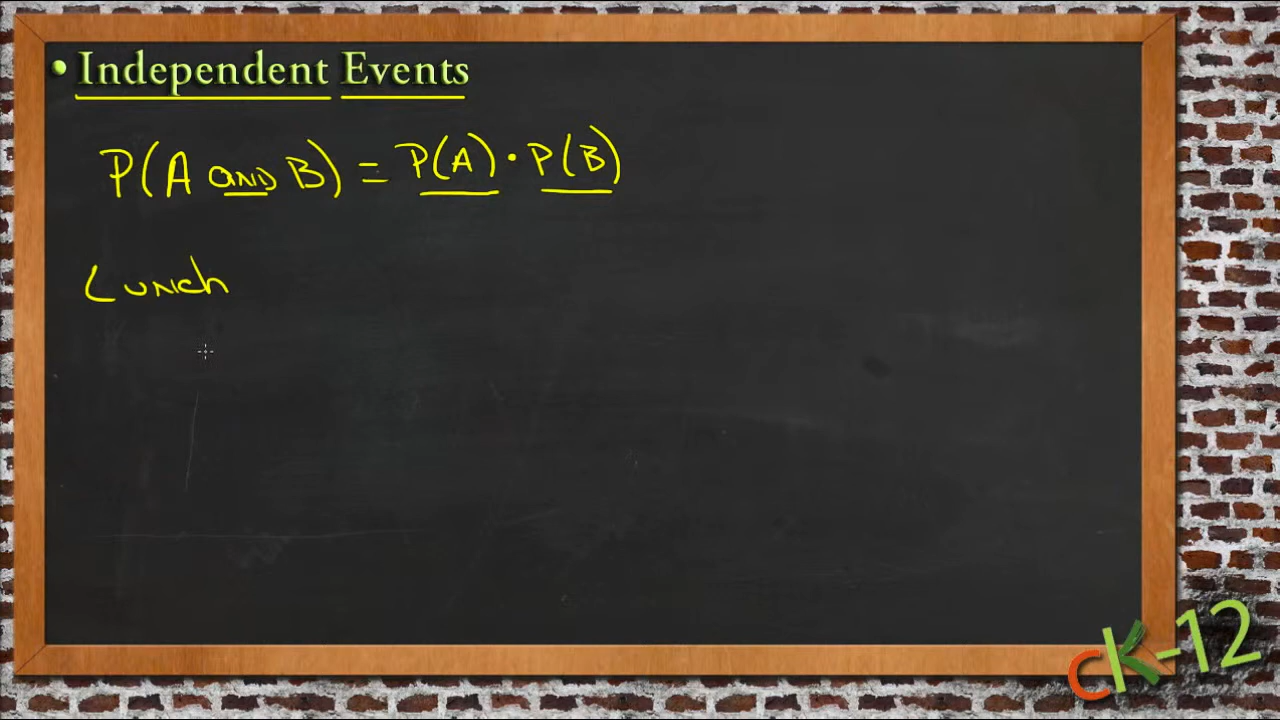 • Independent Events
P(A and B) = P(A) · P(B)
Lunch
CK-12